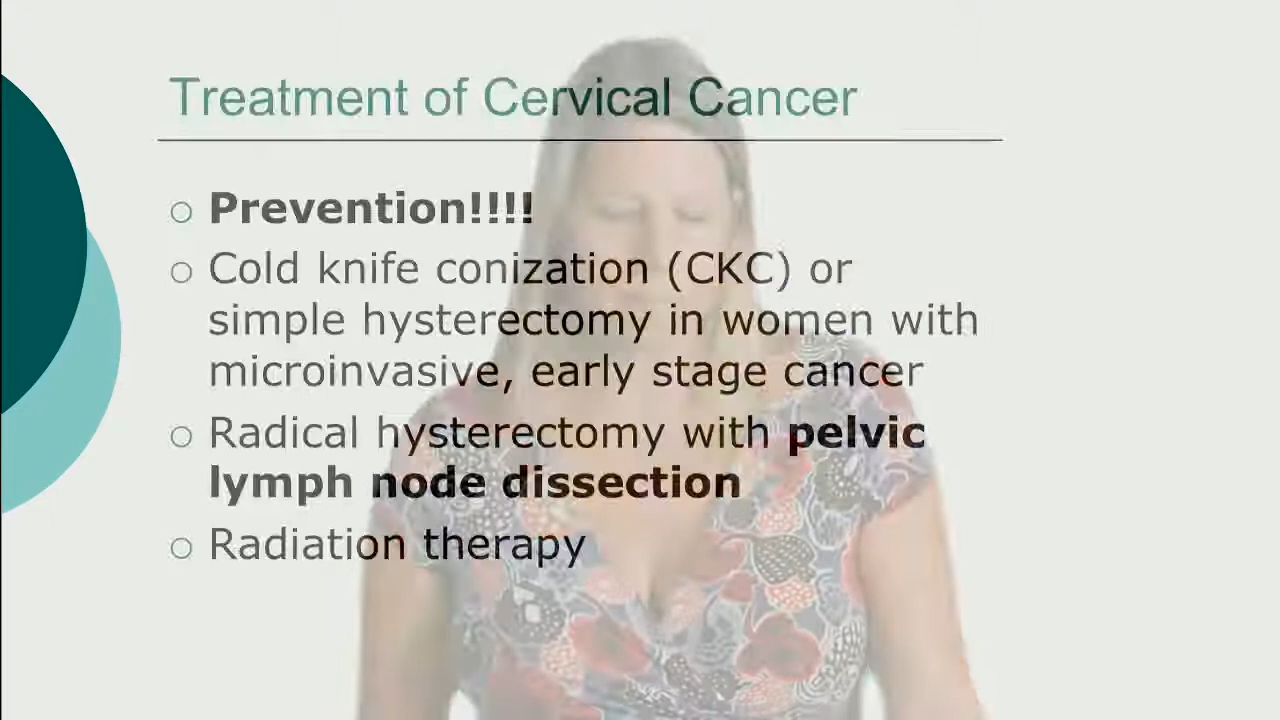 Treatment of Cervical Cancer
Prevention!!!!
Cold knife conization (CKC) or
simple hysterectomy in women with
microinvasive, early stage cancer
Radical hysterectomy with pelvic
lymph node dissection
Radiation therapy